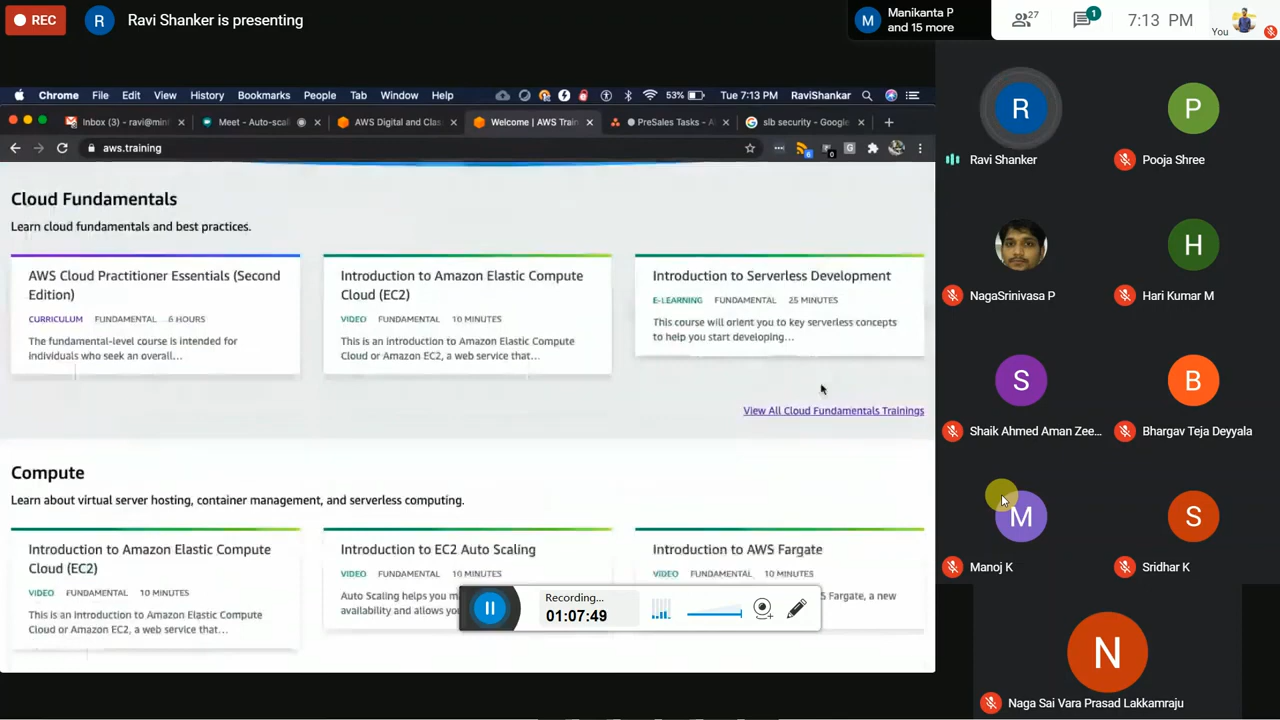 REC
R
Ravi Shanker is presenting
M
Manikanta P
and 15 more
27
1
7:13 PM
You
Chrome File Edit View History Bookmarks People Tab Window Help
53%
Tue 7:13 PM RaviShankar
Inbox (3) - ravi@min
Meet - Auto-scal
AWS Digital and Clas
Welcome | AWS Train
PreSales Tasks - A
slb security - Google
aws.training
Cloud Fundamentals
Learn cloud fundamentals and best practices.
AWS Cloud Practitioner Essentials (Second
Edition)
CURRICULUM FUNDAMENTAL 6 HOURS
The fundamental-level course is intended for
individuals who seek an overall...
Introduction to Amazon Elastic Compute
Cloud (EC2)
VIDEO FUNDAMENTAL 10 MINUTES
This is an introduction to Amazon Elastic Compute
Cloud or Amazon EC2, a web service that...
Introduction to Serverless Development
E-LEARNING FUNDAMENTAL 25 MINUTES
This course will orient you to key serverless concepts
to help you start developing...
View All Cloud Fundamentals Trainings
Compute
Learn about virtual server hosting, container management, and serverless computing.
Introduction to Amazon Elastic Compute
Cloud (EC2)
VIDEO FUNDAMENTAL 10 MINUTES
This is an introduction to Amazon Elastic Compute
Cloud or Amazon EC2, a web service that...
Introduction to EC2 Auto Scaling
VIDEO FUNDAMENTAL 10 MINUTES
Auto Scaling helps you m
availability and allows yo
Introduction to AWS Fargate
VIDEO FUNDAMENTAL 10 MINUTES
Fargate, a new
Recording...
01:07:49
R
Ravi Shanker
P
Pooja Shree
NagaSrinivasa P
H
Hari Kumar M
S
Shaik Ahmed Aman Zee...
B
Bhargav Teja Deyyala
M
Manoj K
S
Sridhar K
N
Naga Sai Vara Prasad Lakkamraju